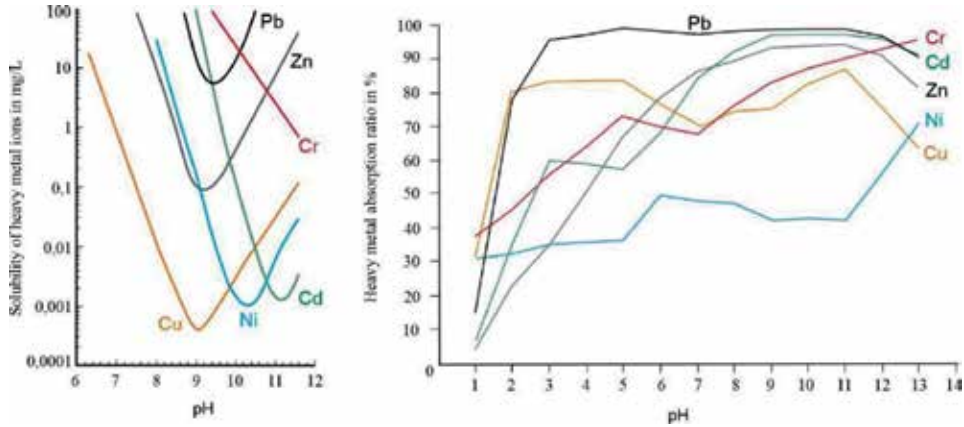 Solubility of heavy metal ions in mg/L
100
10
1
0,1
0,01
0,001
0,0001
6 7 8 9 10 11 12
pH
Pb
Zn
Cr
Cd
Ni
Cu
Heavy metal absorption ratio in %
100
90
80
70
60
50
40
30
20
10
0
1 2 3 4 5 6 7 8 9 10 11 12 13 14
pH
Pb
Cr
Cd
Zn
Ni
Cu